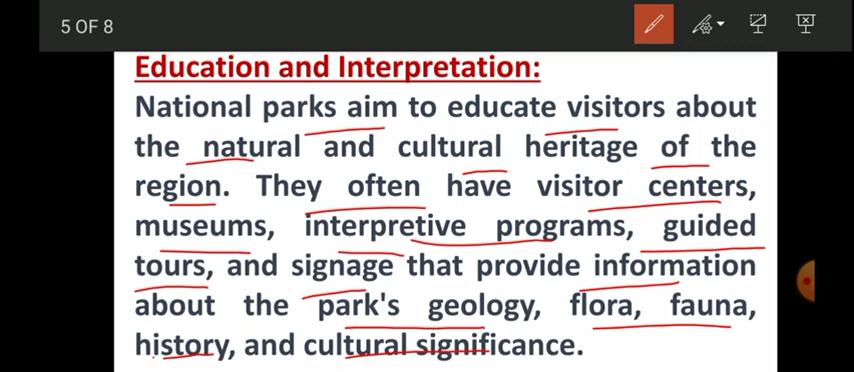 5 OF 8
Education and Interpretation:
National parks aim to educate visitors about
the natural and cultural heritage of the
region. They often have visitor centers,
museums, interpretive programs, guided
tours, and signage that provide information
about the park's geology, flora, fauna,
history, and cultural significance.